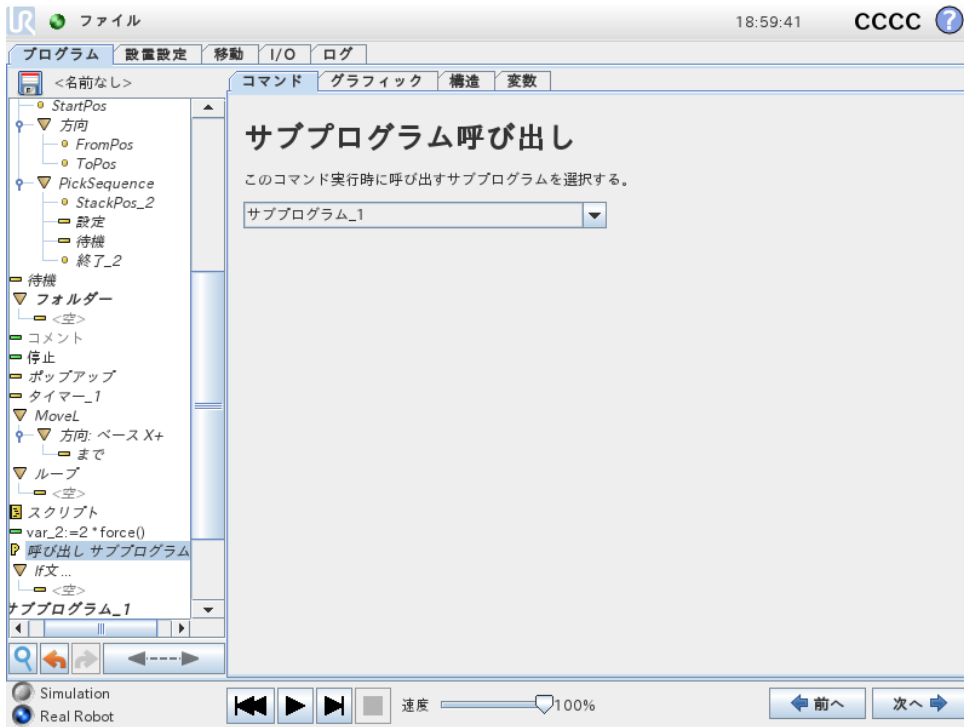 UR ファイル 18:59:41 CCCC ?
プログラム 設置設定 移動 I/O ログ
<名前なし>
コマンド グラフィック 構造 変数
StartPos
方向
FromPos
ToPos
PickSequence
StackPos_2
設定
待機
終了_2
待機
フォルダー
<空>
コメント
停止
ポップアップ
タイマー_1
MoveL
方向: ベース X+
まで
ループ
<空>
スクリプト
var_2:=2 * force()
呼び出し サブプログラム
If文 ...
<空>
サブプログラム_1
サブプログラム呼び出し
このコマンド実行時に呼び出すサブプログラムを選択する。
サブプログラム_1
Simulation
Real Robot
速度 100%
前へ 次へ